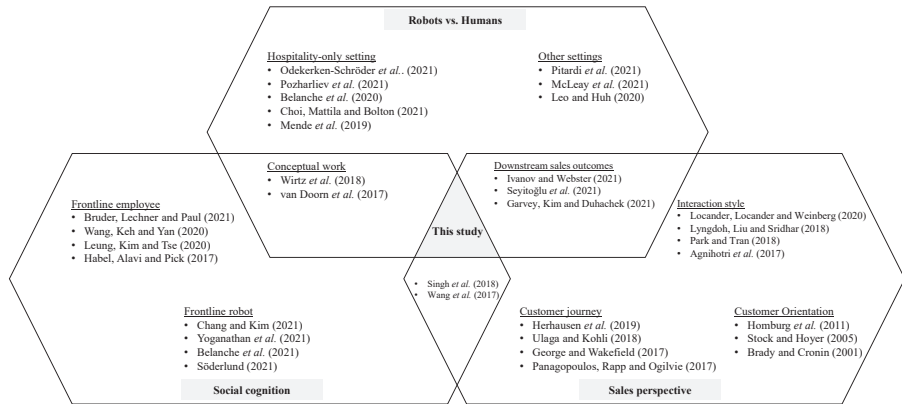 Robots vs. Humans
Hospitality-only setting
• Odekerken-Schröder et al.. (2021)
• Pozharliev et al. (2021)
• Belanche et al. (2020)
• Choi, Mattila and Bolton (2021)
• Mende et al. (2019)
Other settings
• Pitardi et al. (2021)
• McLeay et al. (2021)
• Leo and Huh (2020)
Conceptual work
• Wirtz et al. (2018)
• van Doorn et al. (2017)
Downstream sales outcomes
• Ivanov and Webster (2021)
• Seyitoğlu et al. (2021)
• Garvey, Kim and Duhachek (2021)
Frontline employee
• Bruder, Lechner and Paul (2021)
• Wang, Keh and Yan (2020)
• Leung, Kim and Tse (2020)
• Habel, Alavi and Pick (2017)
This study
Interaction style
• Locander, Locander and Weinberg (2020)
• Lyngdoh, Liu and Sridhar (2018)
• Park and Tran (2018)
• Agnihotri et al. (2017)
• Singh et al. (2018)
• Wang et al. (2017)
Frontline robot
• Chang and Kim (2021)
• Yoganathan et al. (2021)
• Belanche et al. (2021)
• Söderlund (2021)
Customer journey
• Herhausen et al. (2019)
• Ulaga and Kohli (2018)
• George and Wakefield (2017)
• Panagopoulos, Rapp and Ogilvie (2017)
Customer Orientation
• Homburg et al. (2011)
• Stock and Hoyer (2005)
• Brady and Cronin (2001)
Social cognition
Sales perspective